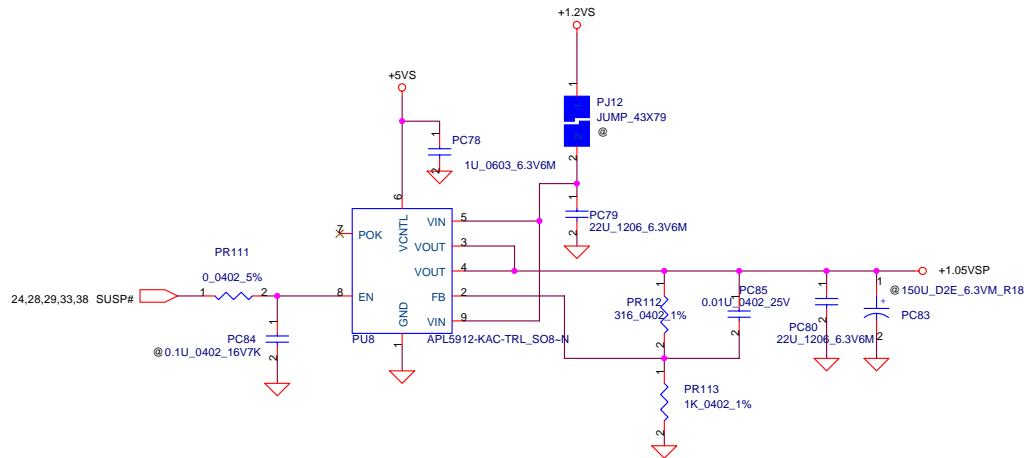 +1.2VS
+5VS
1
PJ12
JUMP_43X79
@
1
2
2
1
PC78
2
1U_0603_6.3V6M
6
1
PC79
22U_1206_6.3V6M
2
7
POK
VCNTL
VIN
5
VOUT
3
VOUT
4
+1.05VSP
PR111
0_0402_5%
24,28,29,33,38 SUSP#
1
2
8
EN
FB
2
GND
VIN
9
1
PU8
APL5912-KAC-TRL_SO8~N
1
PC84
@0.1U_0402_16V7K
2
1
PR112
316_0402_1%
2
1
PC85
0.01U_0402_25V
2
1
PC80
22U_1206_6.3V6M
2
1
+
@150U_D2E_6.3VM_R18
PC83
2
1
PR113
1K_0402_1%
2